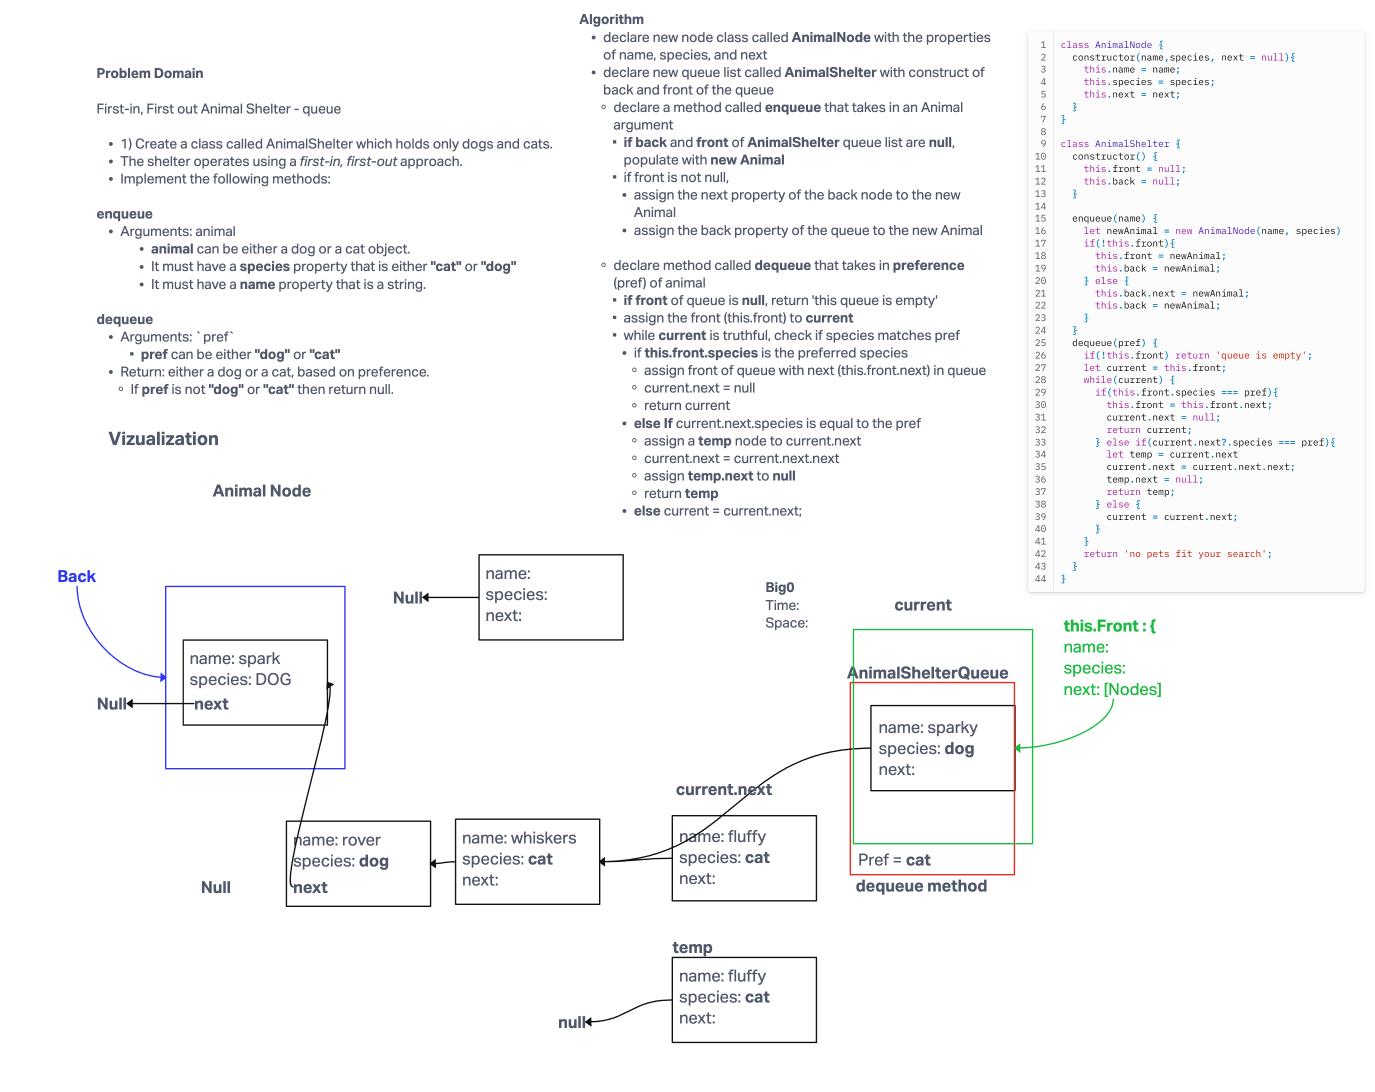 Problem Domain
First-in, First out Animal Shelter - queue
• 1) Create a class called AnimalShelter which holds only dogs and cats.
• The shelter operates using a first-in, first-out approach.
• Implement the following methods:
enqueue
• Arguments: animal
• animal can be either a dog or a cat object.
• It must have a species property that is either "cat" or "dog"
• It must have a name property that is a string.
dequeue
• Arguments: `pref`
▪ pref can be either "dog" or "cat"
• Return: either a dog or a cat, based on preference.
◦ If pref is not "dog" or "cat" then return null.
Algorithm
• declare new node class called AnimalNode with the properties
of name, species, and next
• declare new queue list called AnimalShelter with construct of
back and front of the queue
◦ declare a method called enqueue that takes in an Animal
argument
▪ if back and front of AnimalShelter queue list are null,
populate with new Animal
▪ if front is not null,
• assign the next property of the back node to the new
Animal
• assign the back property of the queue to the new Animal
◦ declare method called dequeue that takes in preference
(pref) of animal
▪ if front of queue is null, return 'this queue is empty'
▪ assign the front (this.front) to current
▪ while current is truthful, check if species matches pref
• if this.front.species is the preferred species
◦ assign front of queue with next (this.front.next) in queue
◦ current.next = null
◦ return current
• else If current.next.species is equal to the pref
◦ assign a temp node to current.next
◦ current.next = current.next.next
◦ assign temp.next to null
◦ return temp
• else current = current.next;
1 class AnimalNode {
2 constructor(name,species, next = null){
3 this.name = name;
4 this.species = species;
5 this.next = next;
6 }
7 }
8
9 class AnimalShelter {
10 constructor() {
11 this.front = null;
12 this.back = null;
13 }
14
15 enqueue(name) {
16 let newAnimal = new AnimalNode(name, species)
17 if(!this.front){
18 this.front = newAnimal;
19 this.back = newAnimal;
20 } else {
21 this.back.next = newAnimal;
22 this.back = newAnimal;
23 }
24 }
25 dequeue(pref) {
26 if(!this.front) return 'queue is empty';
27 let current = this.front;
28 while(current) {
29 if(this.front.species === pref){
30 this.front = this.front.next;
31 current.next = null;
32 return current;
33 } else if(current.next?.species === pref){
34 let temp = current.next
35 current.next = current.next.next;
36 temp.next = null;
37 return temp;
38 } else {
39 current = current.next;
40 }
41 }
42 return 'no pets fit your search';
43 }
44 }
Vizualization
Animal Node
Back
name: spark
species: DOG
next
Null
Null
name:
species:
next:
BigO
Time:
Space:
current
this.Front : {
name:
species:
next: [Nodes]
AnimalShelterQueue
name: sparky
species: dog
next:
Pref = cat
dequeue method
current.next
name: fluffy
species: cat
next:
name: whiskers
species: cat
next:
name: rover
species: dog
next
Null
temp
name: fluffy
species: cat
next:
null